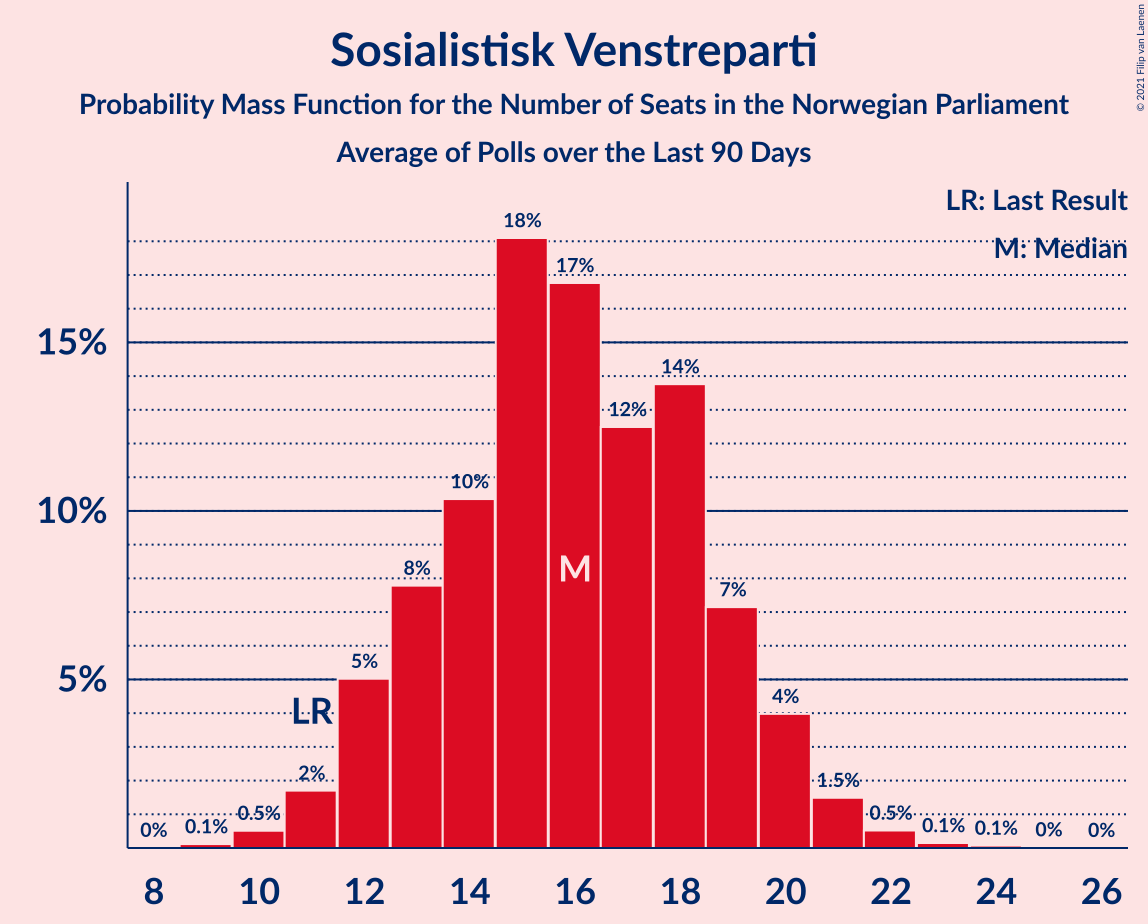 Sosialistisk Venstreparti
Probability Mass Function for the Number of Seats in the Norwegian Parliament
Average of Polls over the Last 90 Days
© 2021 Filip van Laenen
LR: Last Result
M: Median
15%
10%
5%
0%
0.1%
0.5%
2%
5%
8%
10%
18%
17%
12%
14%
7%
4%
1.5%
0.5%
0.1%
0.1%
0%
0%
LR
M
8 10 12 14 16 18 20 22 24 26